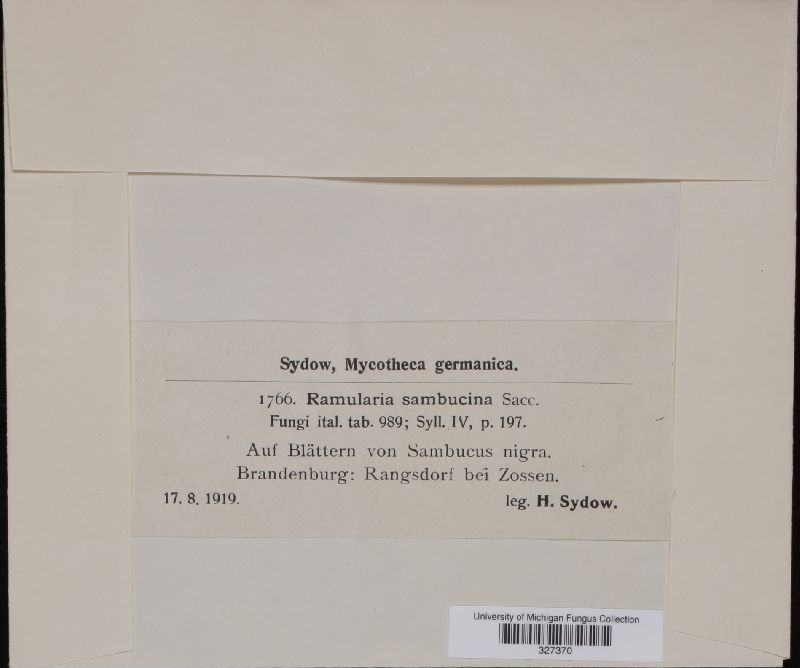 Sydow, Mycotheca germanica.
1766. Ramularia sambucina Sacc.
Fungi ital. tab. 989; Syll. IV, p. 197.
Auf Blättern von Sambucus nigra.
Brandenburg: Rangsdorf bei Zossen.
17. 8. 1919. leg. H. Sydow.
University of Michigan Fungus Collection
327370